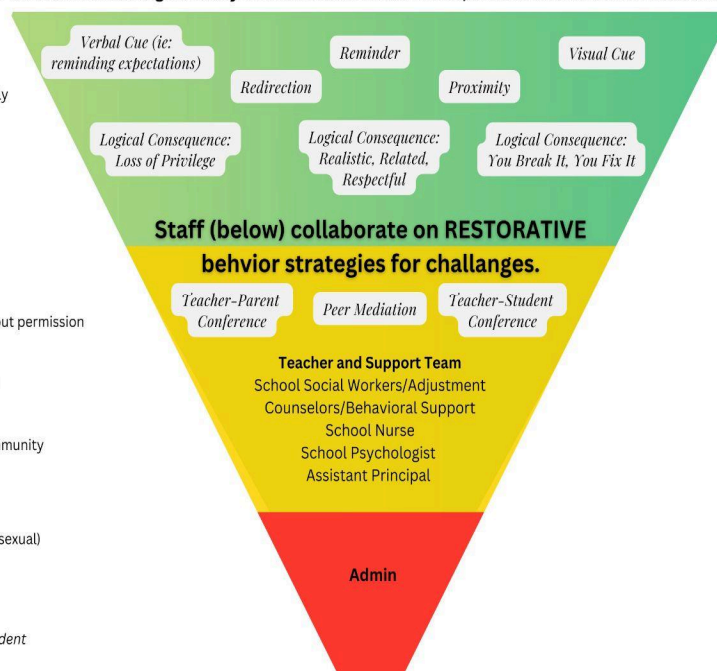 Verbal Cue (ie:
reminding expectations)
Reminder
Visual Cue
Redirection
Proximity
Logical Consequence:
Loss of Privilege
Logical Consequence:
Realistic, Related,
Respectful
Logical Consequence:
You Break It, You Fix It
Staff (below) collaborate on RESTORATIVE
behvior strategies for challanges.
Teacher-Parent
Conference
Peer Mediation
Teacher-Student
Conference
Teacher and Support Team
School Social Workers/Adjustment
Counselors/Behavioral Support
School Nurse
School Psychologist
Assistant Principal
Admin
permission
sexual)